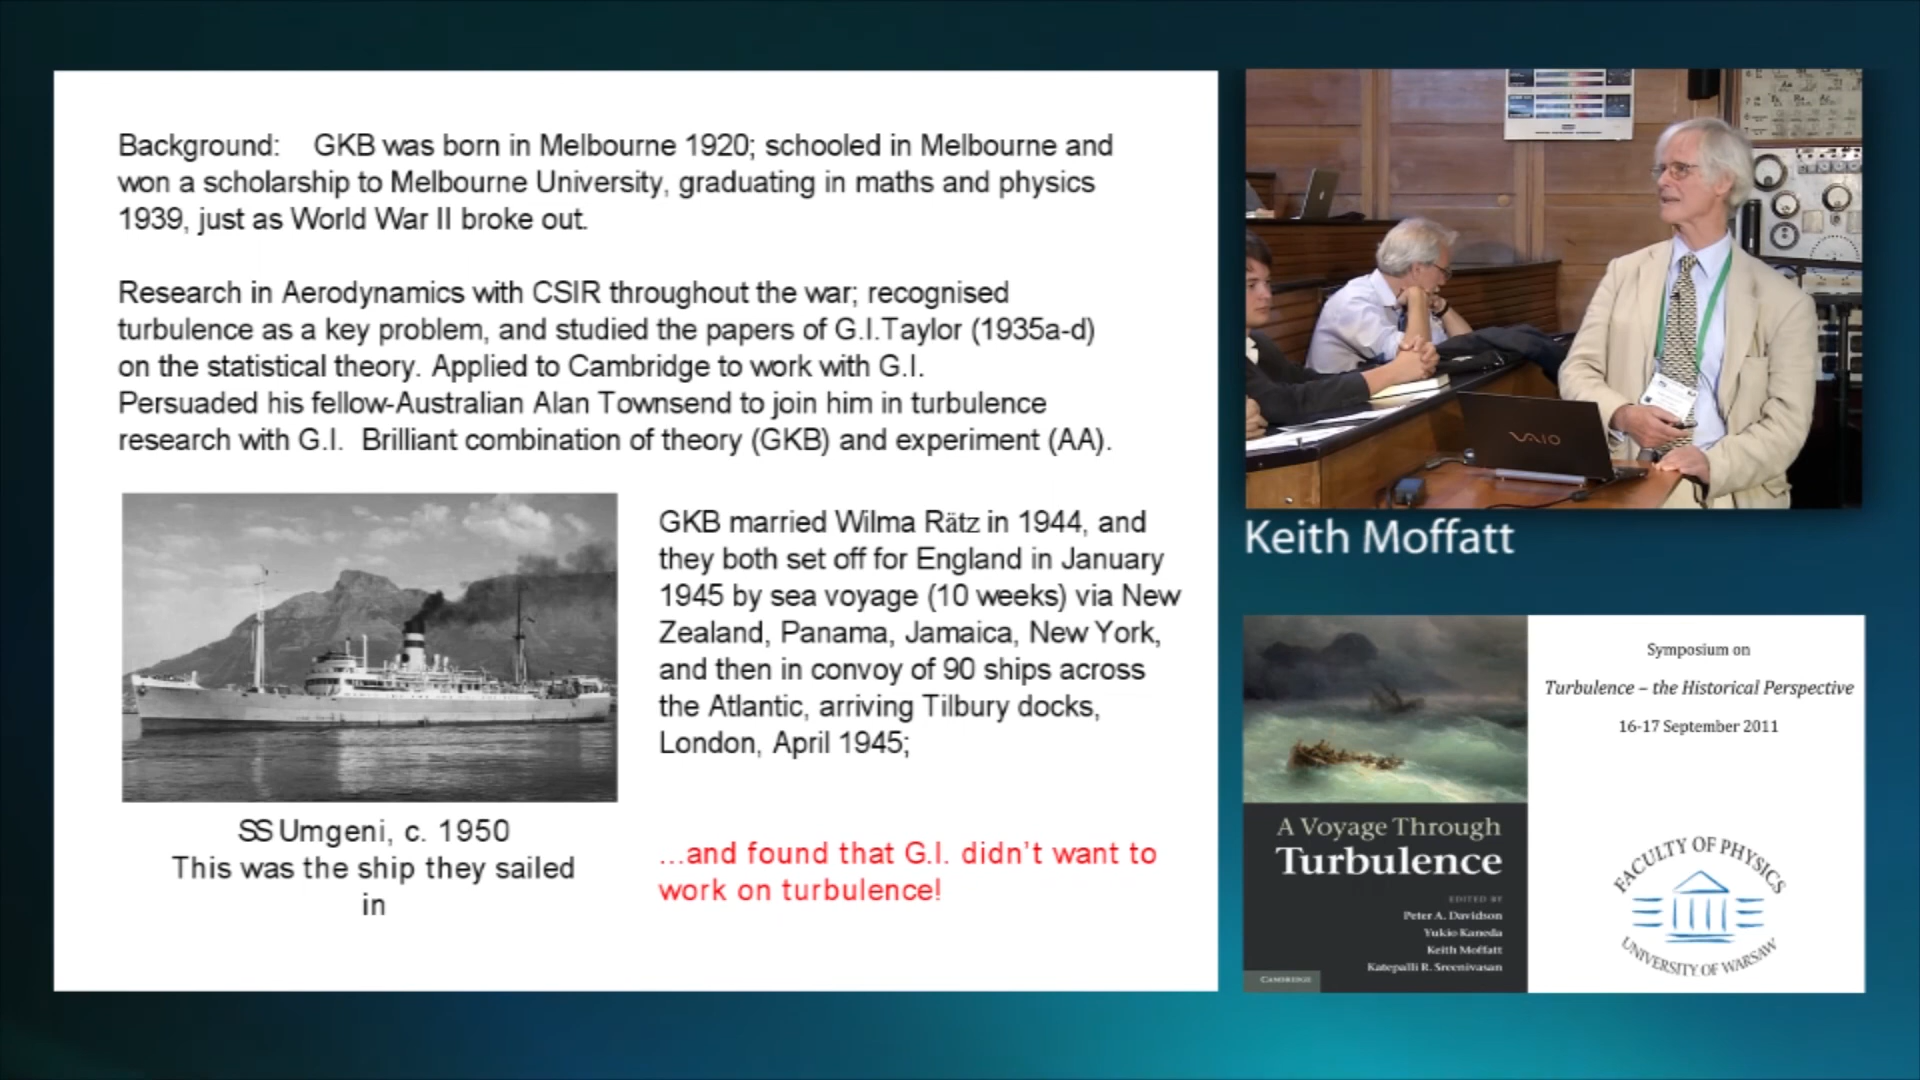 Background: GKB was born in Melbourne 1920; schooled in Melbourne and
won a scholarship to Melbourne University, graduating in maths and physics
1939, just as World War II broke out.
Research in Aerodynamics with CSIR throughout the war; recognised
turbulence as a key problem, and studied the papers of G.I.Taylor (1935a-d)
on the statistical theory. Applied to Cambridge to work with G.I.
Persuaded his fellow-Australian Alan Townsend to join him in turbulence
research with G.I. Brilliant combination of theory (GKB) and experiment (AA).
GKB married Wilma Rätz in 1944, and
they both set off for England in January
1945 by sea voyage (10 weeks) via New
Zealand, Panama, Jamaica, New York,
and then in convoy of 90 ships across
the Atlantic, arriving Tilbury docks,
London, April 1945;
SS Umgeni, c. 1950
This was the ship they sailed
in
...and found that G.I. didn't want to
work on turbulence!
VAIO
Keith Moffatt
A Voyage Through
Turbulence
EDITED BY
Peter A. Davidson
Yukio Kaneda
Keith Moffatt
Katepalli R. Sreenivasan
CAMBRIDGE
Symposium on
Turbulence – the Historical Perspective
16-17 September 2011
FACULTY OF PHYSICS
UNIVERSITY OF WARSAW